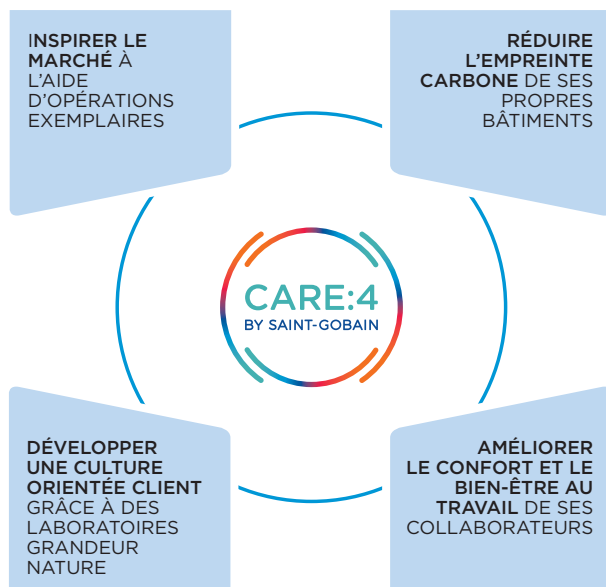 INSPIRER LE
MARCHÉ À
L'AIDE
D'OPÉRATIONS
EXEMPLAIRES
RÉDUIRE
L'EMPREINTE
CARBONE DE SES
PROPRES
BÂTIMENTS
CARE:4
BY SAINT-GOBAIN
DÉVELOPPER
UNE CULTURE
ORIENTÉE CLIENT
GRÂCE À DES
LABORATOIRES
GRANDEUR
NATURE
AMÉLIORER
LE CONFORT ET LE
BIEN-ÊTRE AU
TRAVAIL DE SES
COLLABORATEURS